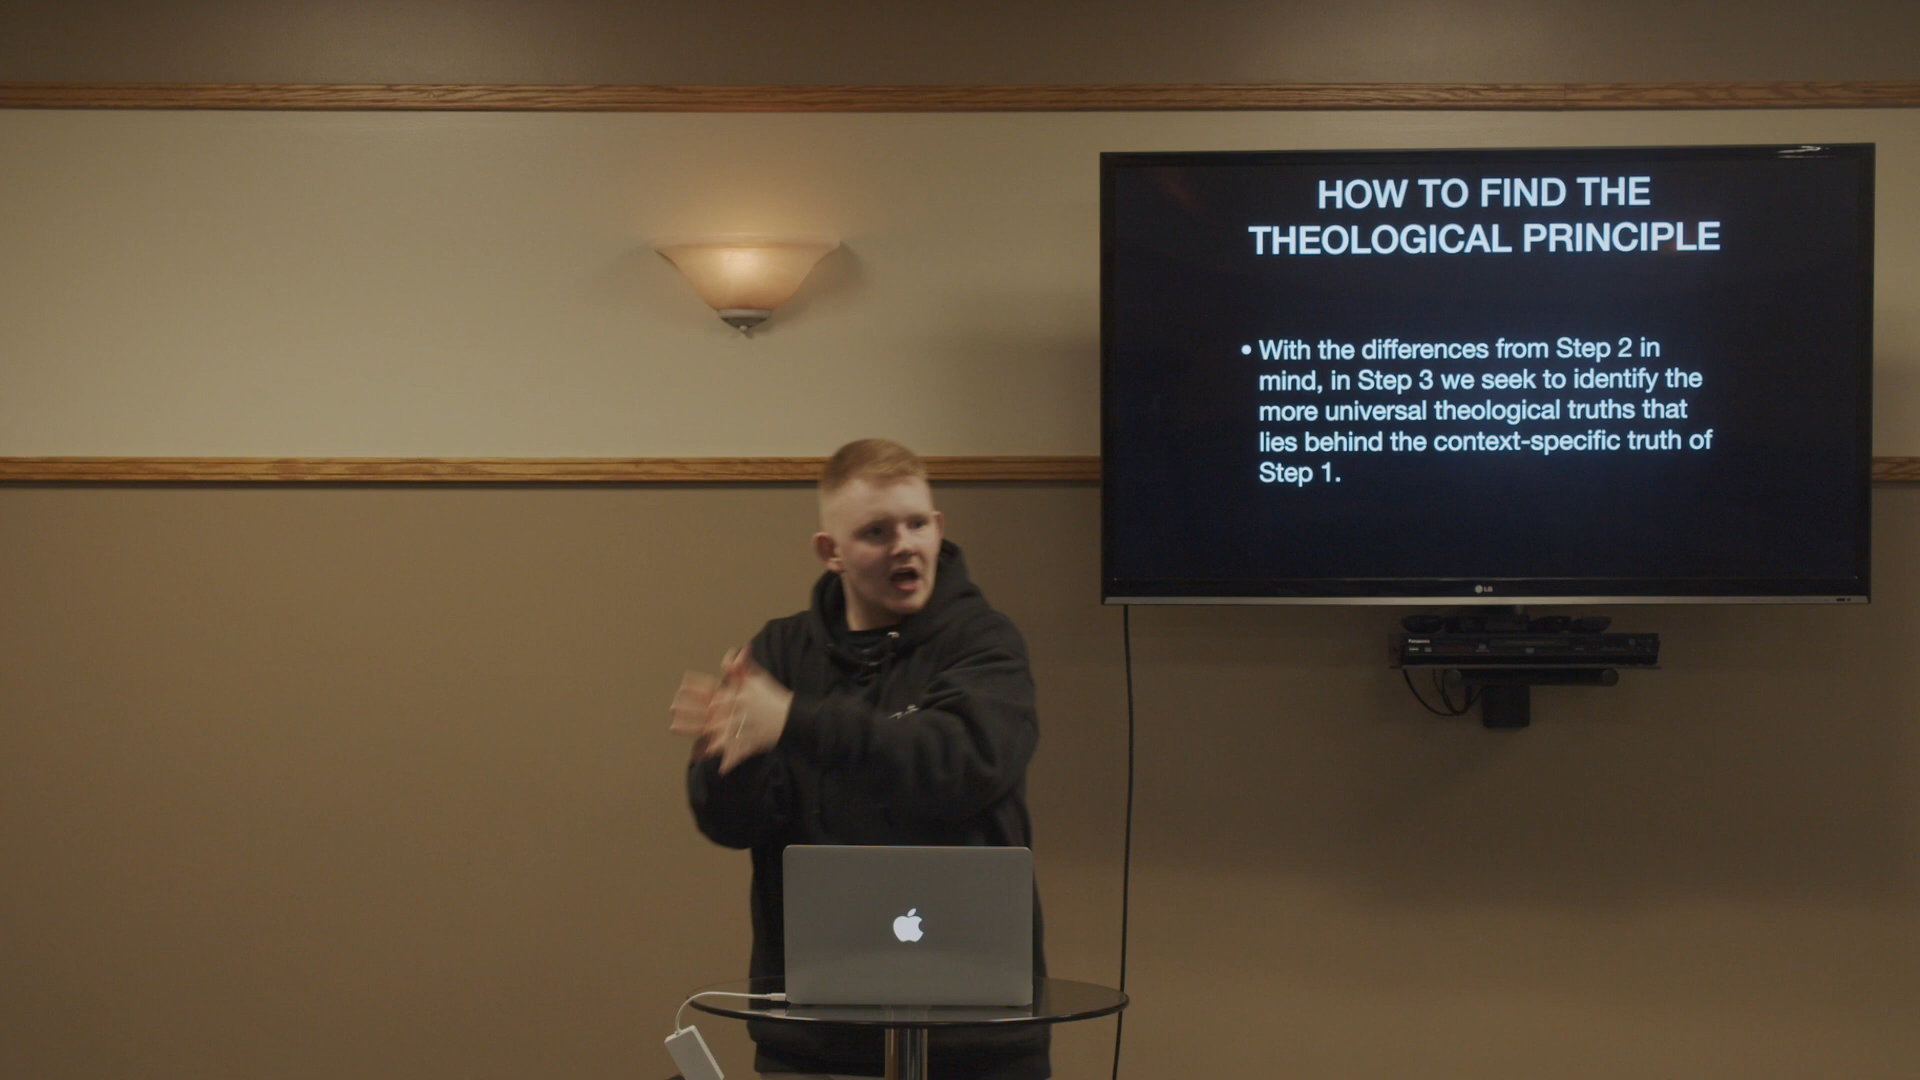 HOW TO FIND THE
THEOLOGICAL PRINCIPLE
• With the differences from Step 2 in
mind, in Step 3 we seek to identify the
more universal theological truths that
lies behind the context-specific truth of
Step 1.
LG
Panasonic